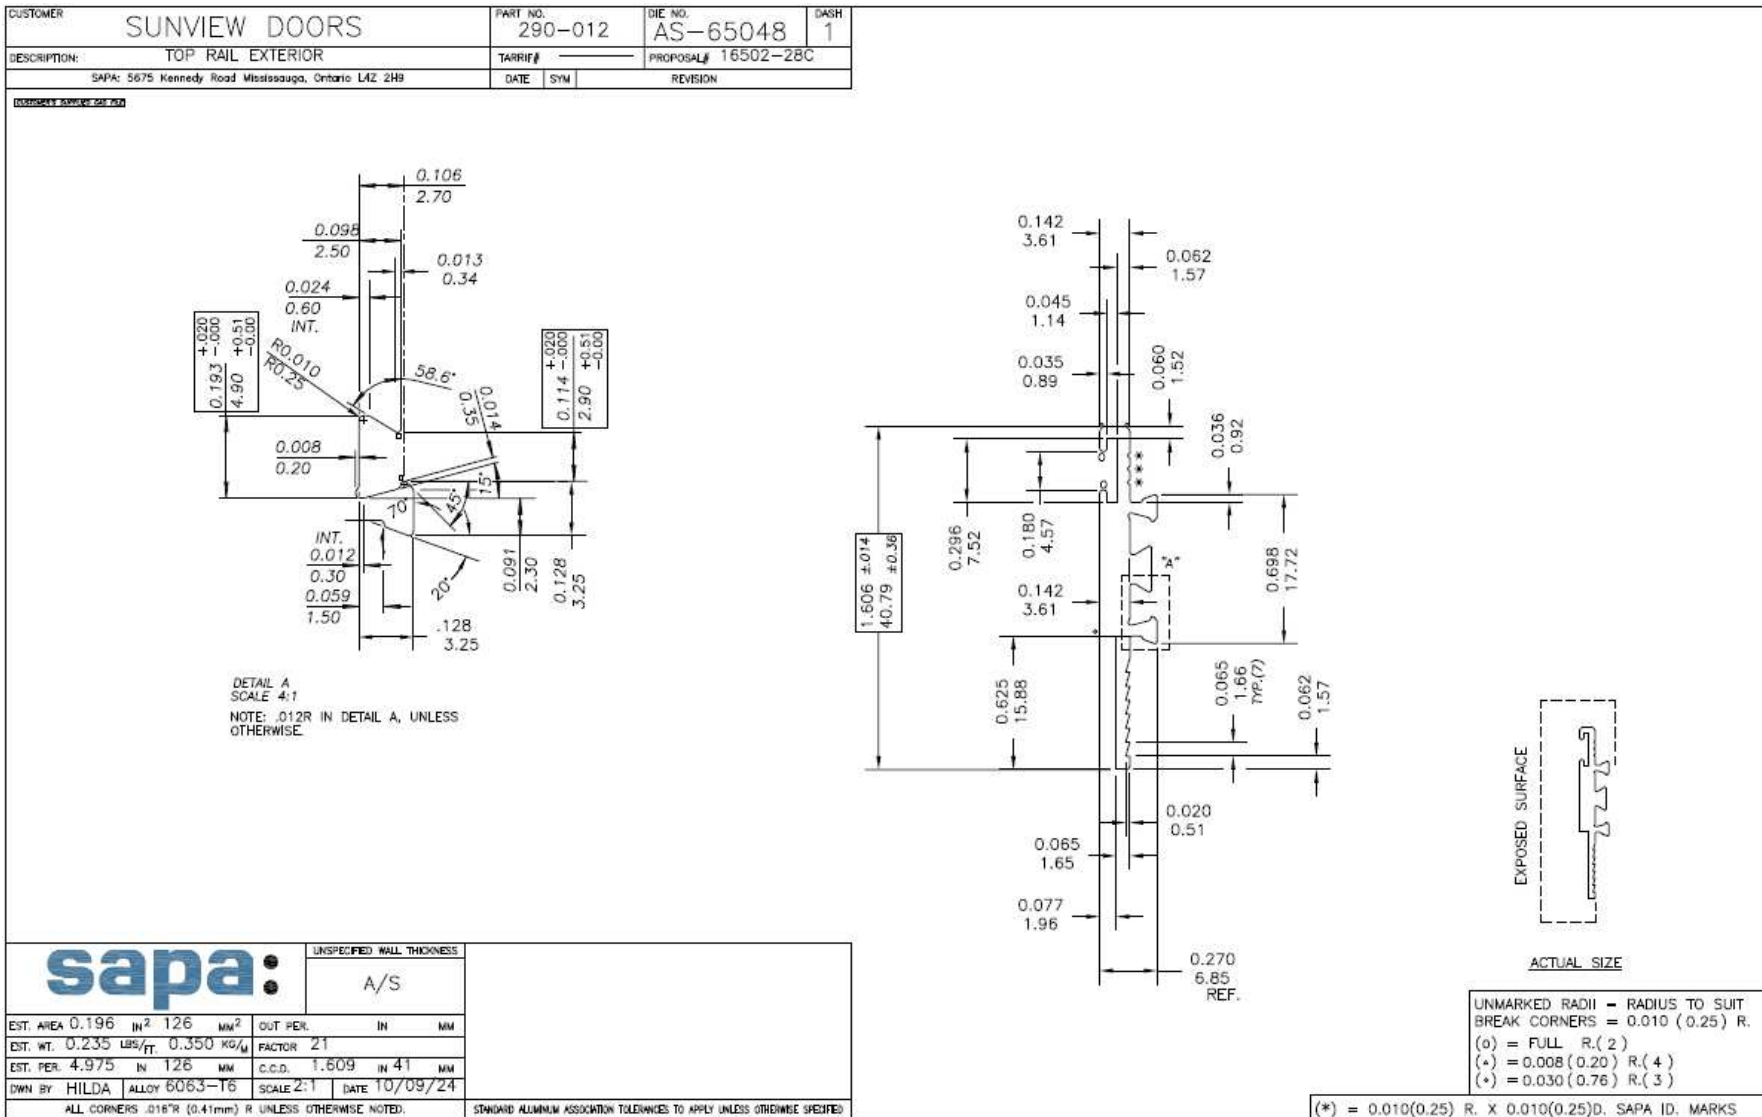 CUSTOMER
SUNVIEW DOORS
PART NO.
290-012
DIE NO.
AS-65048
DASH
1
DESCRIPTION:
TOP RAIL EXTERIOR
TARRIF#
PROPOSAL# 16502-28C
SAPA: 5675 Kennedy Road Mississauga, Ontario L4Z 2H9
DATE
SYM
REVISION
0.106
2.70
0.098
2.50
0.013
0.34
0.024
0.60
INT.
0.193 +.020 -.000
4.90 +0.51 -0.00
R0.010
R0.25
58.6°
0.014
0.35
0.114 +.020 -.000
2.90 +0.51 -0.00
0.008
0.20
70°
45°
15°
INT.
0.012
0.30
0.059
1.50
20°
0.091
2.30
0.128
3.25
.128
3.25
DETAIL A
SCALE 4:1
NOTE: .012R IN DETAIL A, UNLESS
OTHERWISE.
0.142
3.61
0.062
1.57
0.045
1.14
0.035
0.89
0.060
1.52
0.036
0.92
1.606 ±.014
40.79 ±0.36
0.296
7.52
0.180
4.57
***
"A"
0.142
3.61
0.698
17.72
0.625
15.88
0.065
1.66
TYP.(7)
0.062
1.57
0.020
0.51
0.065
1.65
0.077
1.96
0.270
6.85
REF.
EXPOSED SURFACE
ACTUAL SIZE
sapa:
UNSPECIFIED WALL THICKNESS
A/S
EST. AREA 0.196 IN² 126 MM²
OUT PER. IN MM
EST. WT. 0.235 LBS/FT. 0.350 KG/M
FACTOR 21
EST. PER. 4.975 IN 126 MM
C.C.D. 1.609 IN 41 MM
DWN BY HILDA
ALLOY 6063-T6
SCALE 2:1
DATE 10/09/24
ALL CORNERS .016"R (0.41mm) R UNLESS OTHERWISE NOTED.
STANDARD ALUMINUM ASSOCIATION TOLERANCES TO APPLY UNLESS OTHERWISE SPECIFIED
UNMARKED RADII = RADIUS TO SUIT
BREAK CORNERS = 0.010 (0.25) R.
(o) = FULL R.(2)
(▵) = 0.008(0.20) R.(4)
(⋄) = 0.030(0.76) R.(3)
(*) = 0.010(0.25) R. X 0.010(0.25)D. SAPA ID. MARKS